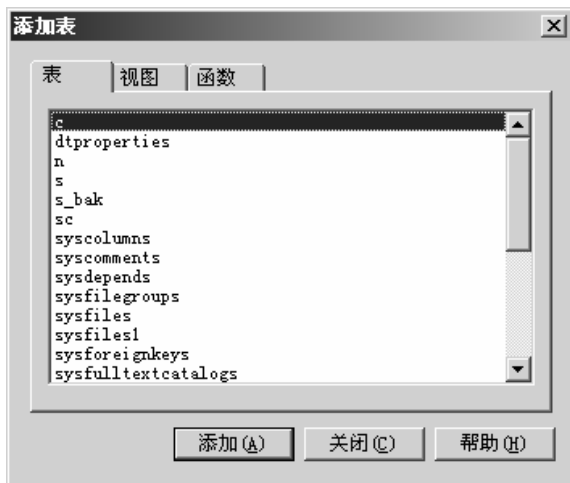 添加表
表 视图 函数
c
dtproperties
n
s
s_bak
sc
syscolumns
syscomments
sysdepends
sysfilegroups
sysfiles
sysfiles1
sysforeignkeys
sysfulltextcatalogs
添加(A) 关闭(C) 帮助(H)